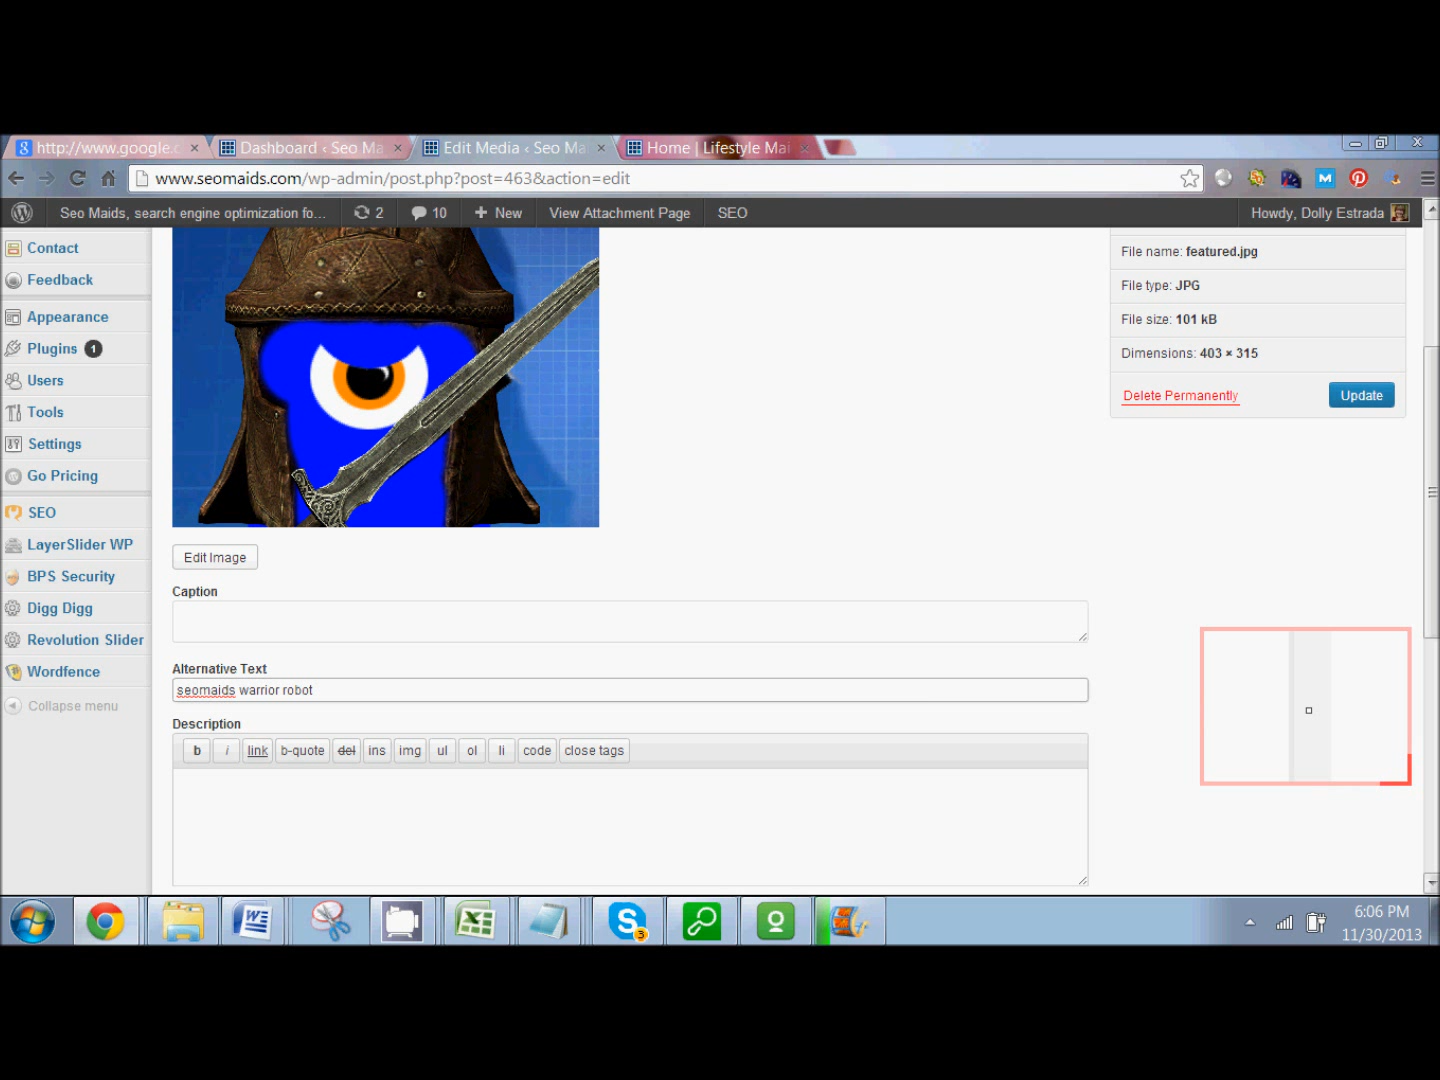 http://www.google.c
Dashboard ‹ Seo Ma
Edit Media ‹ Seo Ma
Home | Lifestyle Mai
www.seomaids.com/wp-admin/post.php?post=463&action=edit
Seo Maids, search engine optimization fo...
2
10
New
View Attachment Page
SEO
Howdy, Dolly Estrada
Contact
Feedback
Appearance
Plugins 1
Users
Tools
Settings
Go Pricing
SEO
LayerSlider WP
BPS Security
Digg Digg
Revolution Slider
Wordfence
Collapse menu
File name: featured.jpg
File type: JPG
File size: 101 kB
Dimensions: 403 × 315
Delete Permanently
Update
Edit Image
Caption
Alternative Text
seomaids warrior robot
Description
b i link b-quote del ins img ul ol li code close tags
6:06 PM
11/30/2013